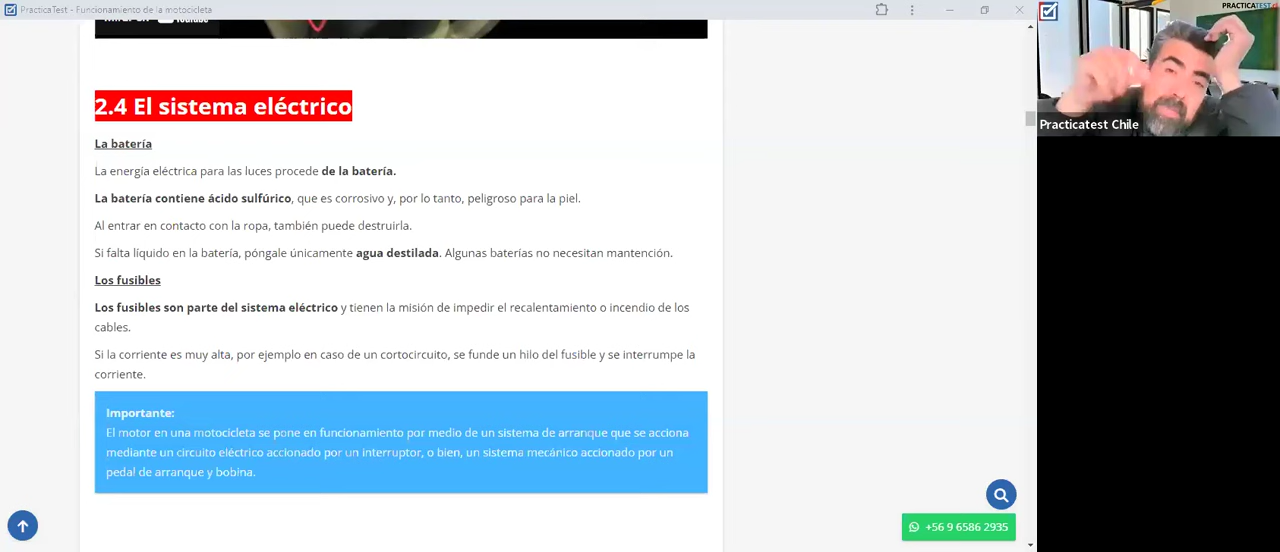 PracticaTest - Funcionamiento de la motocicleta
PRACTICATEST
YouTube
2.4 El sistema eléctrico
Practicatest Chile
La batería
La energía eléctrica para las luces procede de la batería.
La batería contiene ácido sulfúrico, que es corrosivo y, por lo tanto, peligroso para la piel.
Al entrar en contacto con la ropa, también puede destruirla.
Si falta líquido en la batería, póngale únicamente agua destilada. Algunas baterías no necesitan mantención.
Los fusibles
Los fusibles son parte del sistema eléctrico y tienen la misión de impedir el recalentamiento o incendio de los
cables.
Si la corriente es muy alta, por ejemplo en caso de un cortocircuito, se funde un hilo del fusible y se interrumpe la
corriente.
Importante:
El motor en una motocicleta se pone en funcionamiento por medio de un sistema de arranque que se acciona
mediante un circuito eléctrico accionado por un interruptor, o bien, un sistema mecánico accionado por un
pedal de arranque y bobina.
+56 9 6586 2935